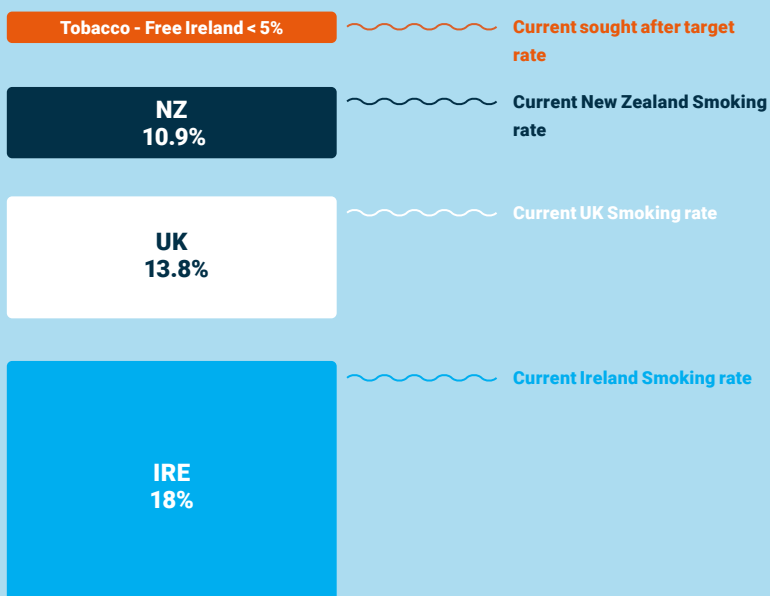 Tobacco - Free Ireland < 5%
Current sought after target
rate
NZ
10.9%
Current New Zealand Smoking
rate
UK
13.8%
Current UK Smoking rate
IRE
18%
Current Ireland Smoking rate